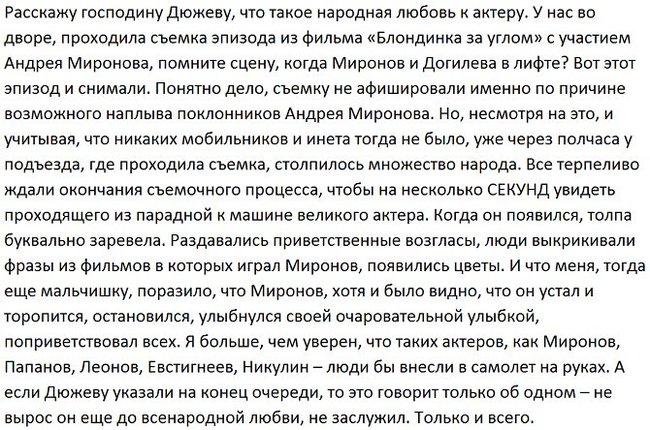 Расскажу господину Дюжеву, что такое народная любовь к актеру. У нас во
дворе, проходила съемка эпизода из фильма «Блондинка за углом» с участием
Андрея Миронова, помните сцену, когда Миронов и Догилева в лифте? Вот этот
эпизод и снимали. Понятно дело, съемку не афишировали именно по причине
возможного наплыва поклонников Андрея Миронова. Но, несмотря на это, и
учитывая, что никаких мобильников и инета тогда не было, уже через полчаса у
подъезда, где проходила съемка, столпилось множество народа. Все терпеливо
ждали окончания съемочного процесса, чтобы на несколько СЕКУНД увидеть
проходящего из парадной к машине великого актера. Когда он появился, толпа
буквально заревела. Раздавались приветственные возгласы, люди выкрикивали
фразы из фильмов в которых играл Миронов, появились цветы. И что меня, тогда
еще мальчишку, поразило, что Миронов, хотя и было видно, что он устал и
торопится, остановился, улыбнулся своей очаровательной улыбкой,
поприветствовал всех. Я больше, чем уверен, что таких актеров, как Миронов,
Папанов, Леонов, Евстигнеев, Никулин – люди бы внесли в самолет на руках. А
если Дюжеву указали на конец очереди, то это говорит только об одном – не
вырос он еще до всенародной любви, не заслужил. Только и всего.